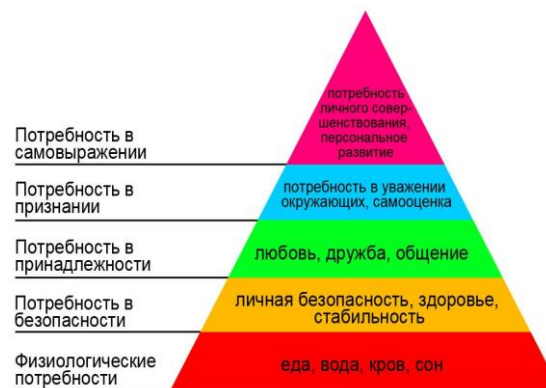 потребность
личного совер-
шенствования,
персональное
развитие
Потребность в
самовыражении
потребность в уважении
окружающих, самооценка
Потребность в
признании
любовь, дружба, общение
Потребность в
принадлежности
личная безопасность, здоровье,
стабильность
Потребность в
безопасности
еда, вода, кров, сон
Физиологические
потребности